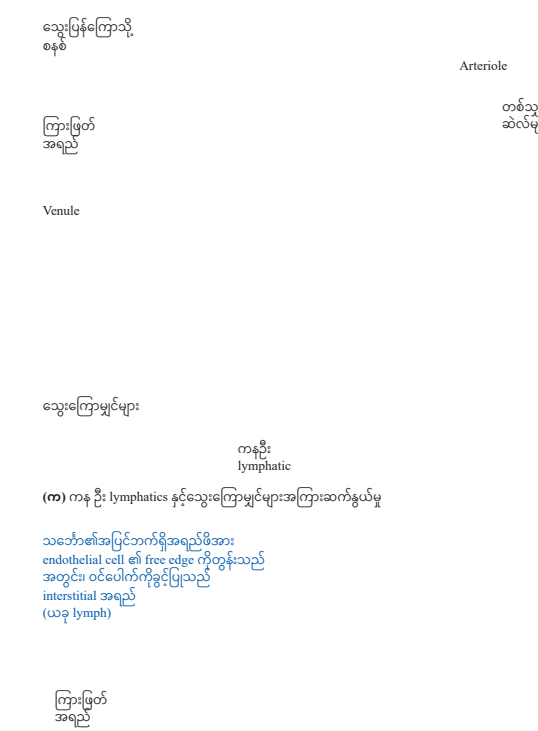 သွေးပြန်ကြောသို့
စနစ်
Arteriole
တစ်သျှ
ဆဲလ်မု
ကြားဖြတ်
အရည်
Venule
သွေးကြောမျှင်များ
ကနဦး
lymphatic
(က) ကန ဦး lymphatics နှင့်သွေးကြောမျှင်များအကြားဆက်နွယ်မှု
သင်္ဘော၏အပြင်ဘက်ရှိအရည်ဖိအား
endothelial cell ၏ free edge ကိုတွန်းသည်
အတွင်း၊ ဝင်ပေါက်ကိုခွင့်ပြုသည်
interstitial အရည်
(ယခု lymph)
ကြားဖြတ်
အရည်